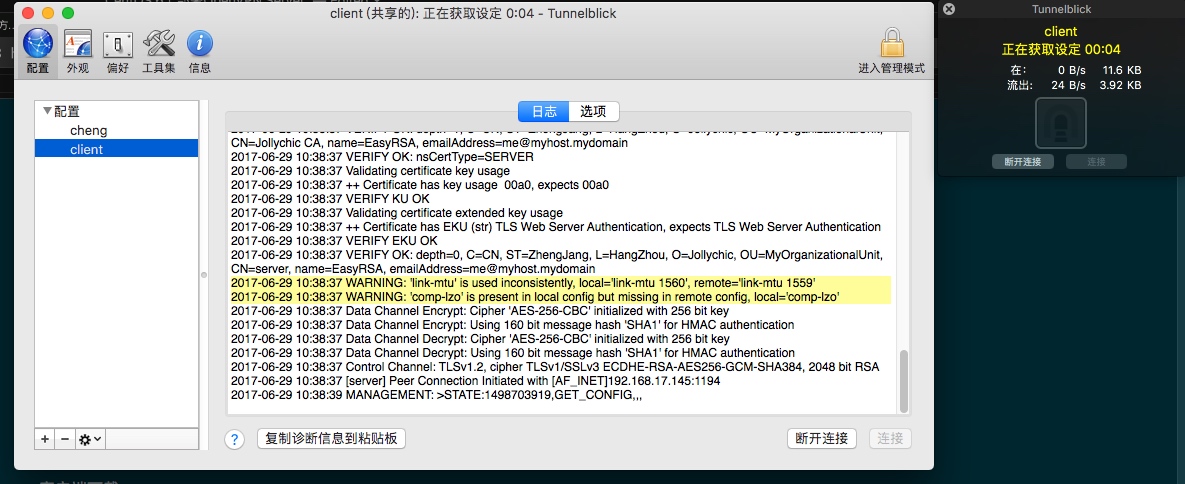 client (共享的): 正在获取设定 0:04 - Tunnelblick
配置
外观
偏好
工具集
信息
进入管理模式
配置
cheng
client
日志
选项
CN=Jollychic CA, name=EasyRSA, emailAddress=me@myhost.mydomain
2017-06-29 10:38:37 VERIFY OK: nsCertType=SERVER
2017-06-29 10:38:37 Validating certificate key usage
2017-06-29 10:38:37 ++ Certificate has key usage  00a0, expects 00a0
2017-06-29 10:38:37 VERIFY KU OK
2017-06-29 10:38:37 Validating certificate extended key usage
2017-06-29 10:38:37 ++ Certificate has EKU (str) TLS Web Server Authentication, expects TLS Web Server Authentication
2017-06-29 10:38:37 VERIFY EKU OK
2017-06-29 10:38:37 VERIFY OK: depth=0, C=CN, ST=ZhengJang, L=HangZhou, O=Jollychic, OU=MyOrganizationalUnit,
CN=server, name=EasyRSA, emailAddress=me@myhost.mydomain
2017-06-29 10:38:37 WARNING: 'link-mtu' is used inconsistently, local='link-mtu 1560', remote='link-mtu 1559'
2017-06-29 10:38:37 WARNING: 'comp-lzo' is present in local config but missing in remote config, local='comp-lzo'
2017-06-29 10:38:37 Data Channel Encrypt: Cipher 'AES-256-CBC' initialized with 256 bit key
2017-06-29 10:38:37 Data Channel Encrypt: Using 160 bit message hash 'SHA1' for HMAC authentication
2017-06-29 10:38:37 Data Channel Decrypt: Cipher 'AES-256-CBC' initialized with 256 bit key
2017-06-29 10:38:37 Data Channel Decrypt: Using 160 bit message hash 'SHA1' for HMAC authentication
2017-06-29 10:38:37 Control Channel: TLSv1.2, cipher TLSv1/SSLv3 ECDHE-RSA-AES256-GCM-SHA384, 2048 bit RSA
2017-06-29 10:38:37 [server] Peer Connection Initiated with [AF_INET]192.168.17.145:1194
2017-06-29 10:38:39 MANAGEMENT: >STATE:1498703919,GET_CONFIG,,,
复制诊断信息到粘贴板
断开连接
连接
Tunnelblick
client
正在获取设定 00:04
在: 0 B/s 11.6 KB
流出: 24 B/s 3.92 KB
断开连接
连接